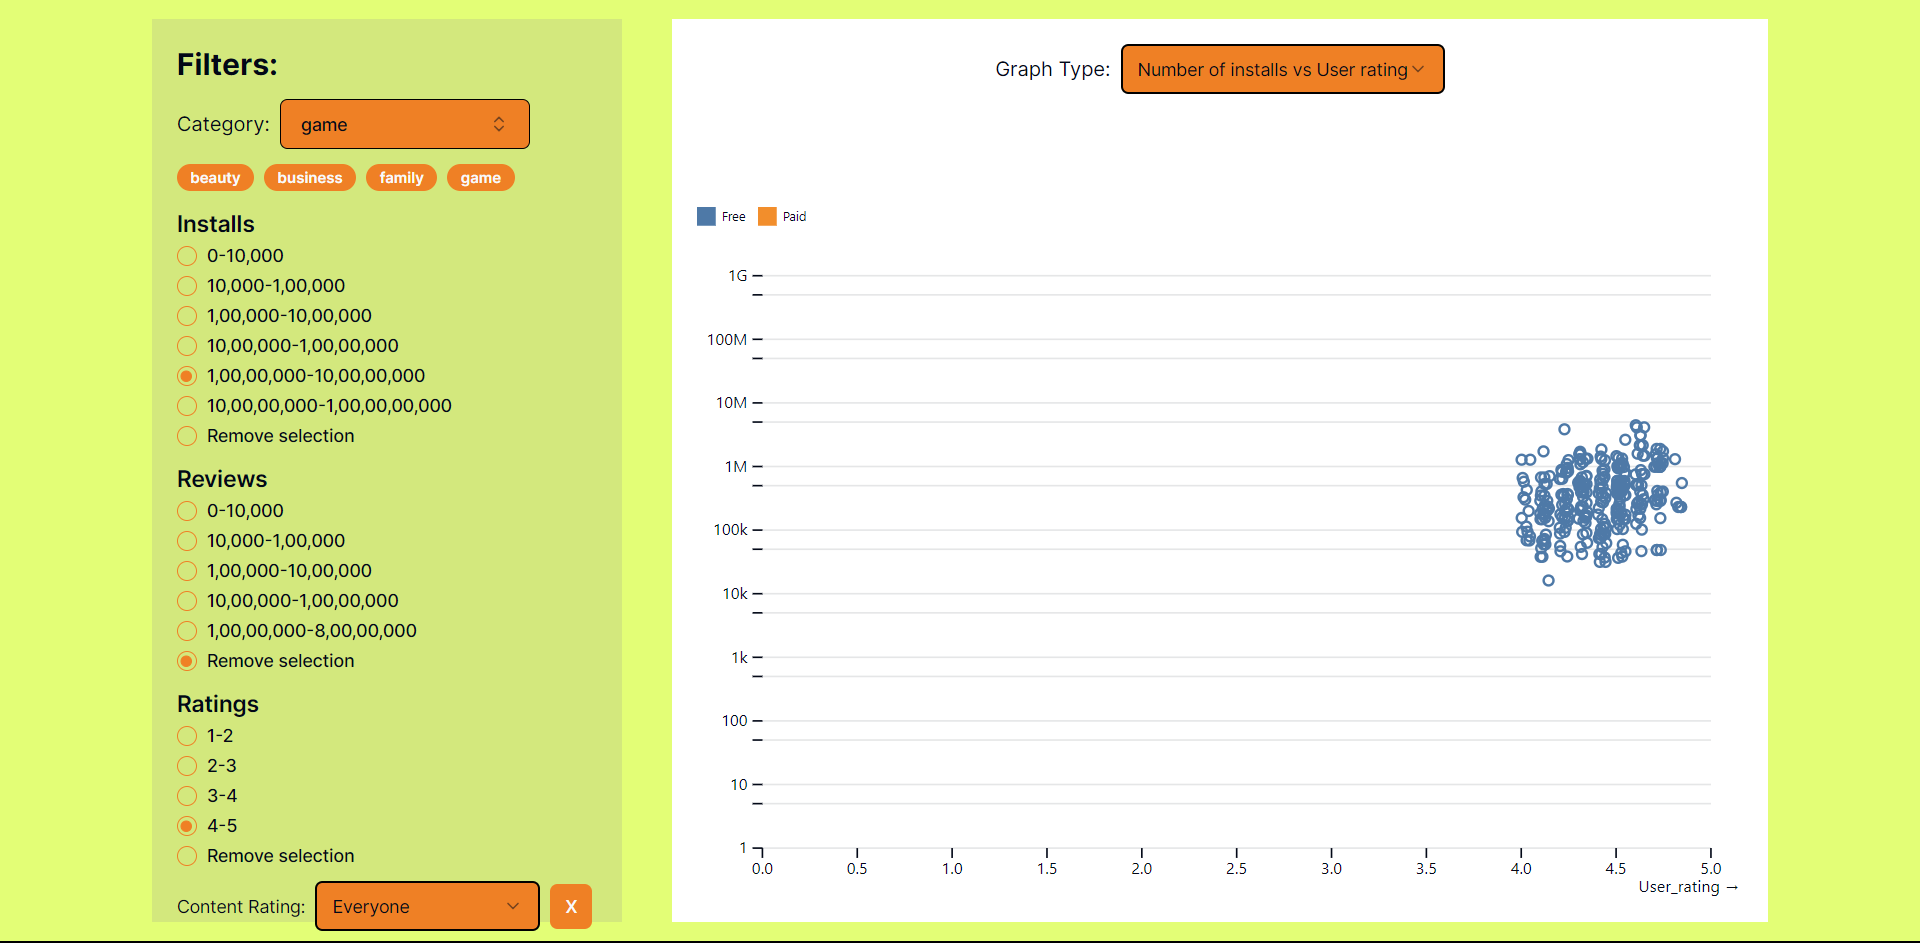 Filters:
Category: game
beauty business family game
Installs
0-10,000
10,000-1,00,000
1,00,000-10,00,000
10,00,000-1,00,00,000
1,00,00,000-10,00,00,000
10,00,00,000-1,00,00,00,000
Remove selection
Reviews
0-10,000
10,000-1,00,000
1,00,000-10,00,000
10,00,000-1,00,00,000
1,00,00,000-8,00,00,000
Remove selection
Ratings
1-2
2-3
3-4
4-5
Remove selection
Content Rating: Everyone X
Graph Type: Number of installs vs User rating
Free Paid
1G
100M
10M
1M
100k
10k
1k
100
10
1
0.0 0.5 1.0 1.5 2.0 2.5 3.0 3.5 4.0 4.5 5.0
User_rating →